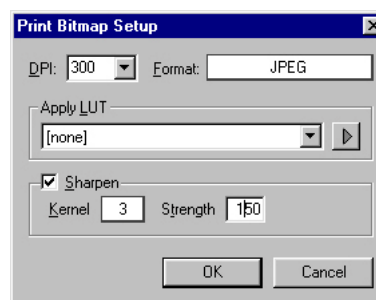 Print Bitmap Setup
DPI: 300 Format: JPEG
Apply LUT
[none]
Sharpen
Kernel 3 Strength 150
OK Cancel